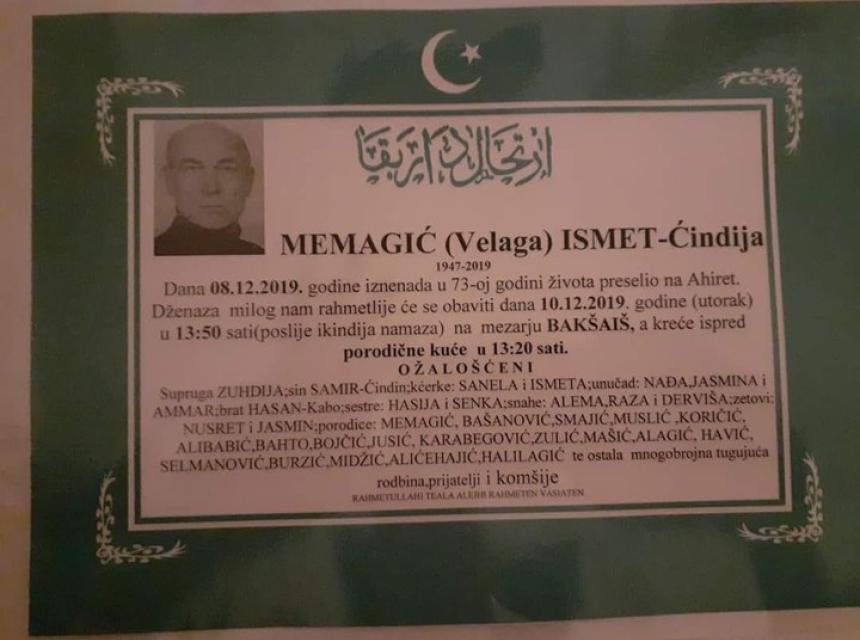 ارتحال دار بقا
MEMAGIĆ (Velaga) ISMET-Ćindija
1947-2019
Dana 08.12.2019. godine iznenada u 73-oj godini života preselio na Ahiret.
Dženaza milog nam rahmetlije će se obaviti dana 10.12.2019. godine (utorak)
u 13:50 sati(poslije ikindija namaza) na mezarju BAKŠAIŠ, a kreće ispred
porodične kuće u 13:20 sati.
OŽALOŠĆENI
Supruga ZUHDIJA;sin SAMIR-Ćindin;kćerke: SANELA i ISMETA;unučad: NAĐA,JASMINA i
AMMAR;brat HASAN-Kabo;sestre: HASIJA i SENKA;snahe: ALEMA,RAZA i DERVIŠA;zetovi:
NUSRET i JASMIN;porodice: MEMAGIĆ, BAŠANOVIĆ,SMAJIĆ,MUSLIĆ ,KORIČIĆ,
ALIBABIĆ,BAHTO,BOJČIĆ,JUSIĆ, KARABEGOVIĆ,ZULIĆ,MAŠIĆ,ALAGIĆ, HAVIĆ,
SELMANOVIĆ,BURZIĆ,MIDŽIĆ,ALIĆEHAJIĆ,HALILAGIĆ te ostala mnogobrojna tugujuća
rodbina,prijatelji i komšije
RAHMETULLAHI TEALA ALEIHI RAHMETEN VASIATEN